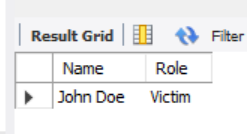 Result Grid Filter
Name Role
John Doe Victim